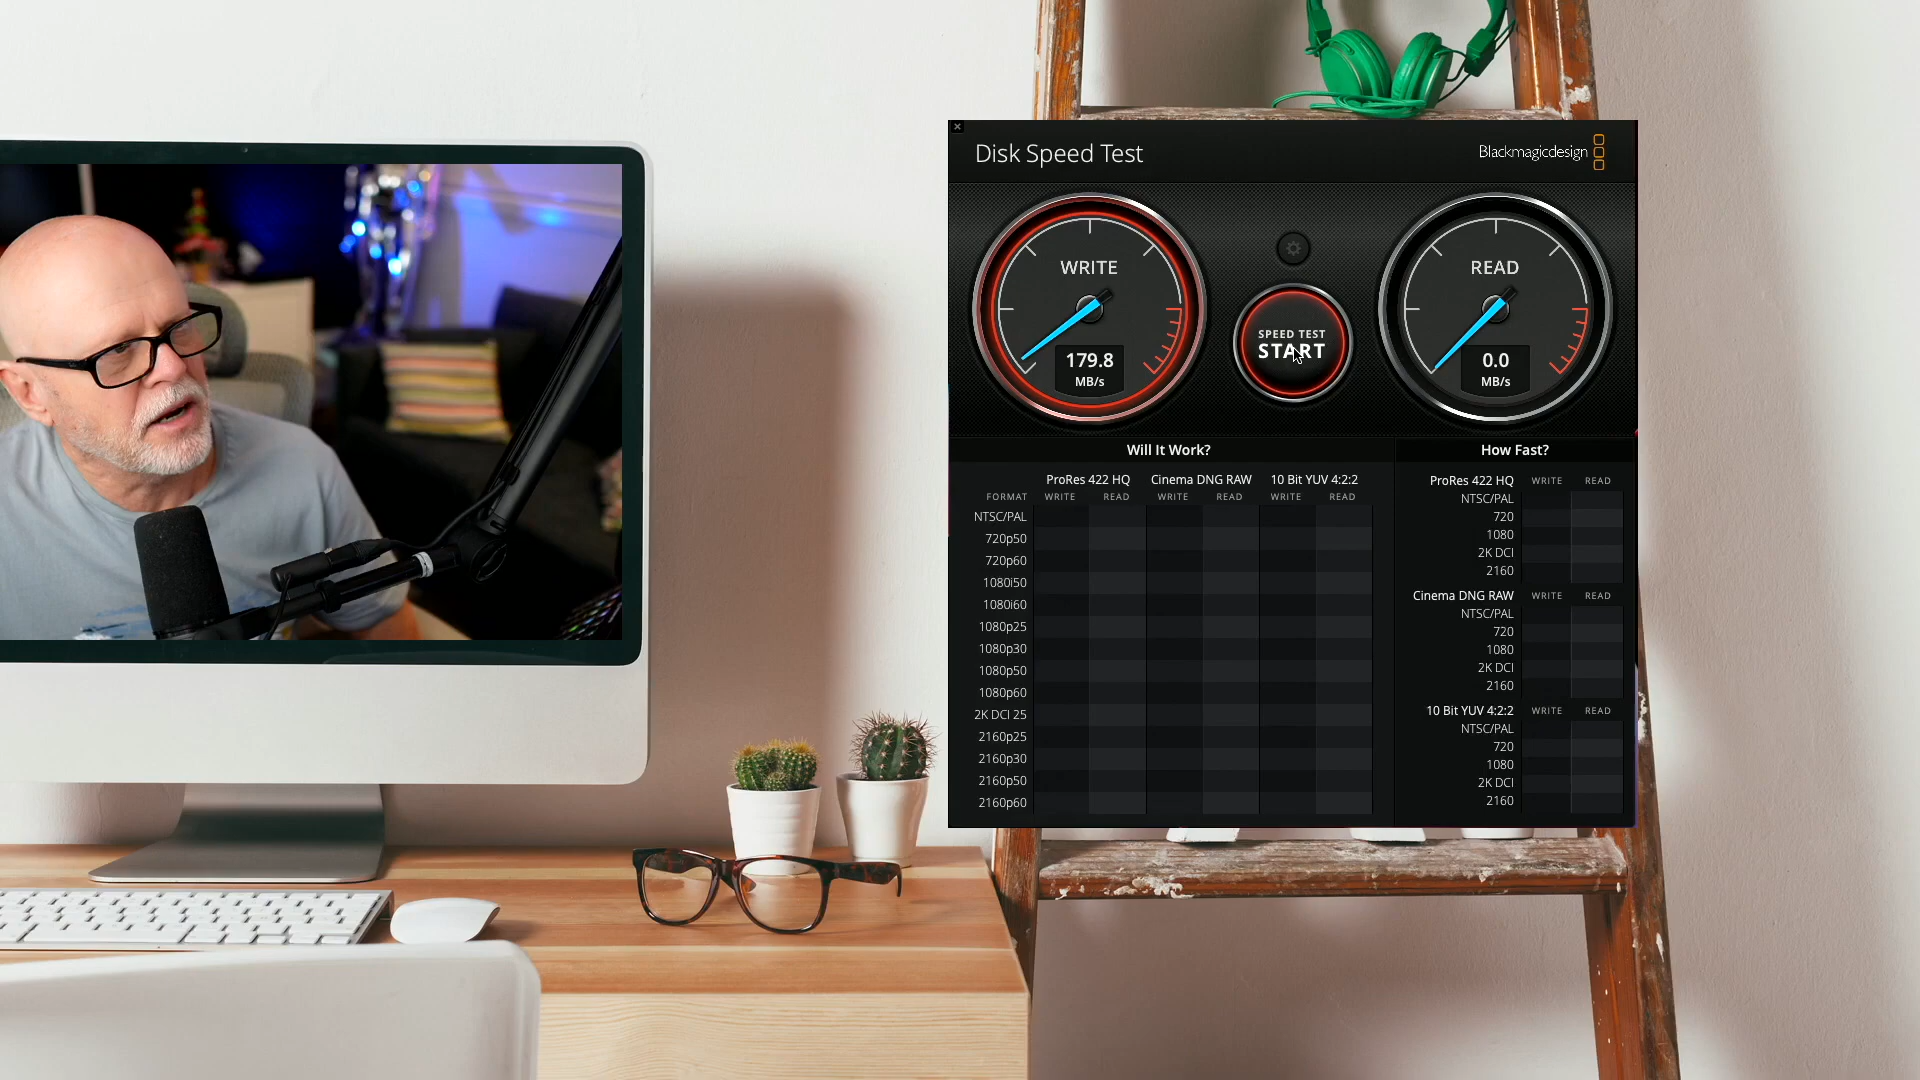 Disk Speed Test
Blackmagicdesign
WRITE
179.8
MB/s
SPEED TEST
START
READ
0.0
MB/s
Will It Work?
ProRes 422 HQ Cinema DNG RAW 10 Bit YUV 4:2:2
FORMAT WRITE READ WRITE READ WRITE READ
NTSC/PAL
720p50
720p60
1080i50
1080i60
1080p25
1080p30
1080p50
1080p60
2K DCI 25
2160p25
2160p30
2160p50
2160p60
How Fast?
ProRes 422 HQ WRITE READ
NTSC/PAL
720
1080
2K DCI
2160
Cinema DNG RAW WRITE READ
NTSC/PAL
720
1080
2K DCI
2160
10 Bit YUV 4:2:2 WRITE READ
NTSC/PAL
720
1080
2K DCI
2160